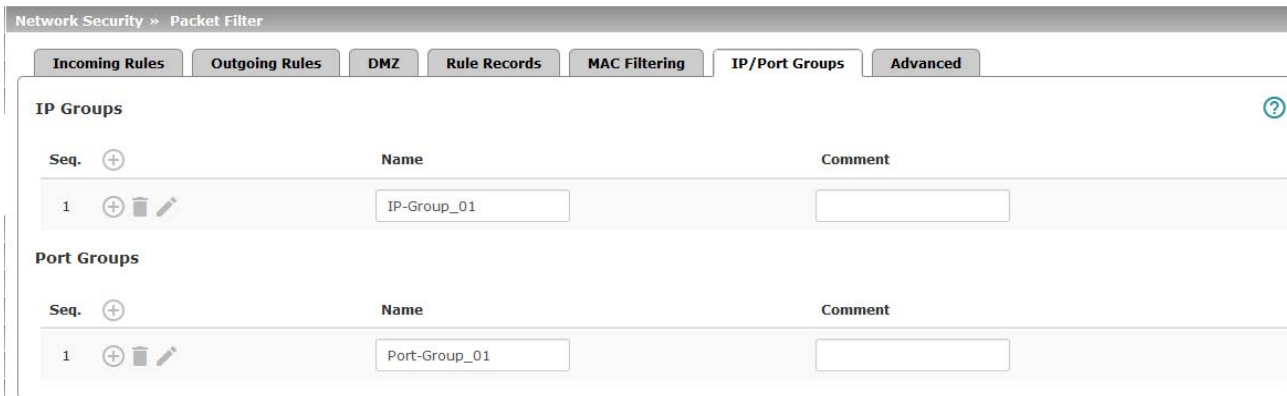 Network Security » Packet Filter
Incoming Rules Outgoing Rules DMZ Rule Records MAC Filtering IP/Port Groups Advanced
IP Groups ?
Seq. Name Comment
1 IP-Group_01
Port Groups
Seq. Name Comment
1 Port-Group_01